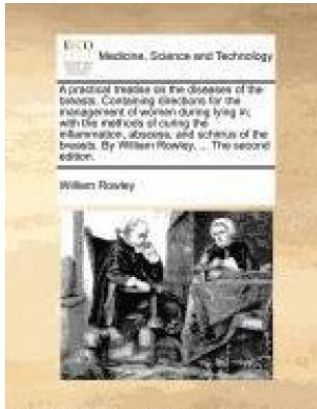 ECCO
Medicine, Science and Technology
A practical treatise on the diseases of the
breasts. Containing directions for the
management of women during lying in;
with the methods of curing the
inflammation, abscess, and schirrus of the
breasts. By William Rowley, ... The second
edition.
William Rowley